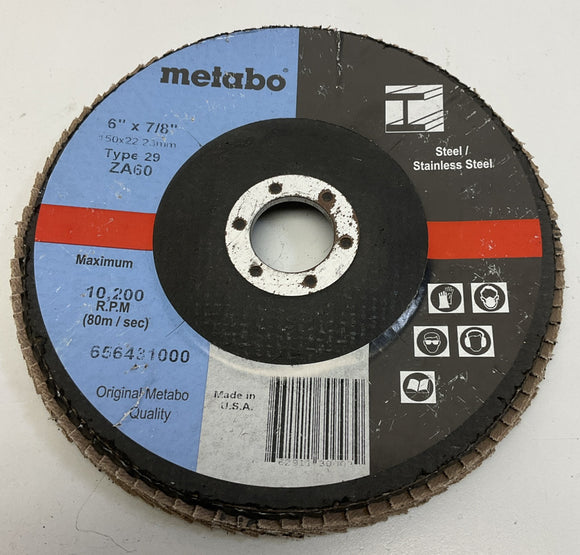 metabo®
6" x 7/8"
150x22.23mm
Type 29
ZA60
Steel /
Stainless Steel
Maximum
10,200
R.P.M
(80m / sec)
656431000
Original Metabo
Quality
Made in
U.S.A.